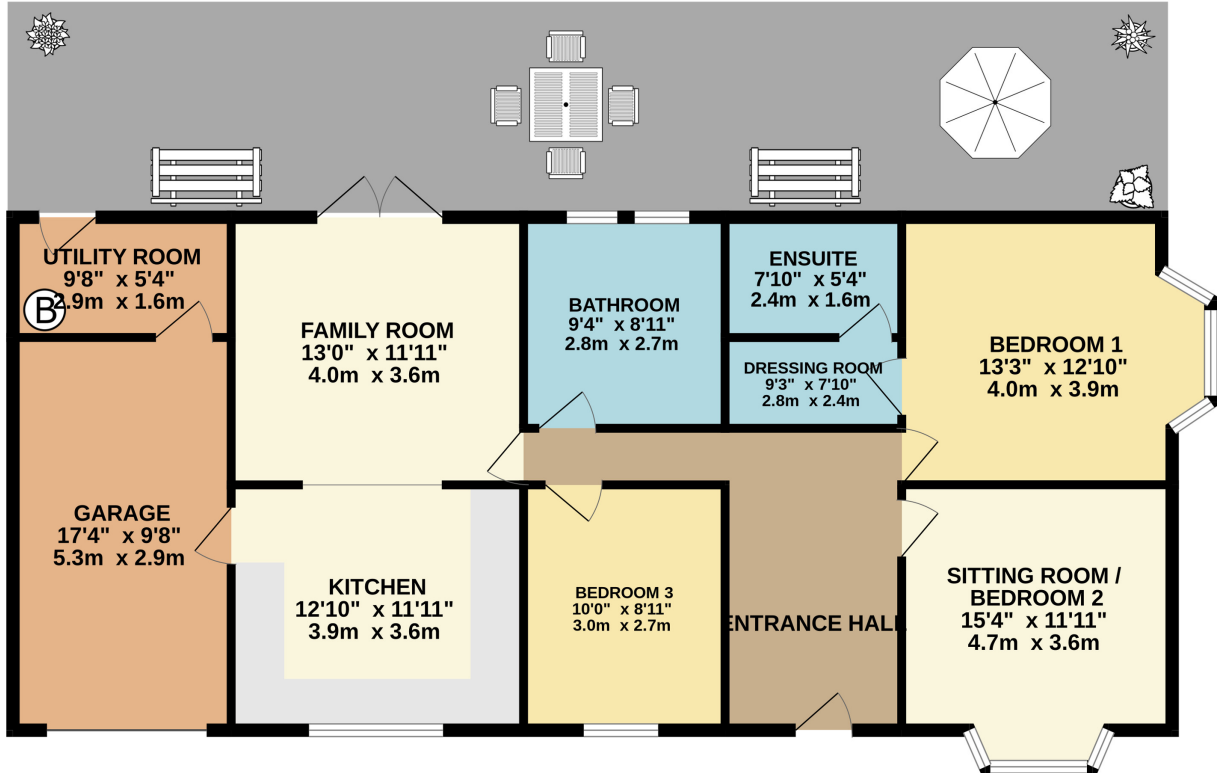 UTILITY ROOM
9'8" x 5'4"
2.9m x 1.6m
B
FAMILY ROOM
13'0" x 11'11"
4.0m x 3.6m
BATHROOM
9'4" x 8'11"
2.8m x 2.7m
ENSUITE
7'10" x 5'4"
2.4m x 1.6m
DRESSING ROOM
9'3" x 7'10"
2.8m x 2.4m
BEDROOM 1
13'3" x 12'10"
4.0m x 3.9m
GARAGE
17'4" x 9'8"
5.3m x 2.9m
KITCHEN
12'10" x 11'11"
3.9m x 3.6m
BEDROOM 3
10'0" x 8'11"
3.0m x 2.7m
ENTRANCE HALL
SITTING ROOM /
BEDROOM 2
15'4" x 11'11"
4.7m x 3.6m